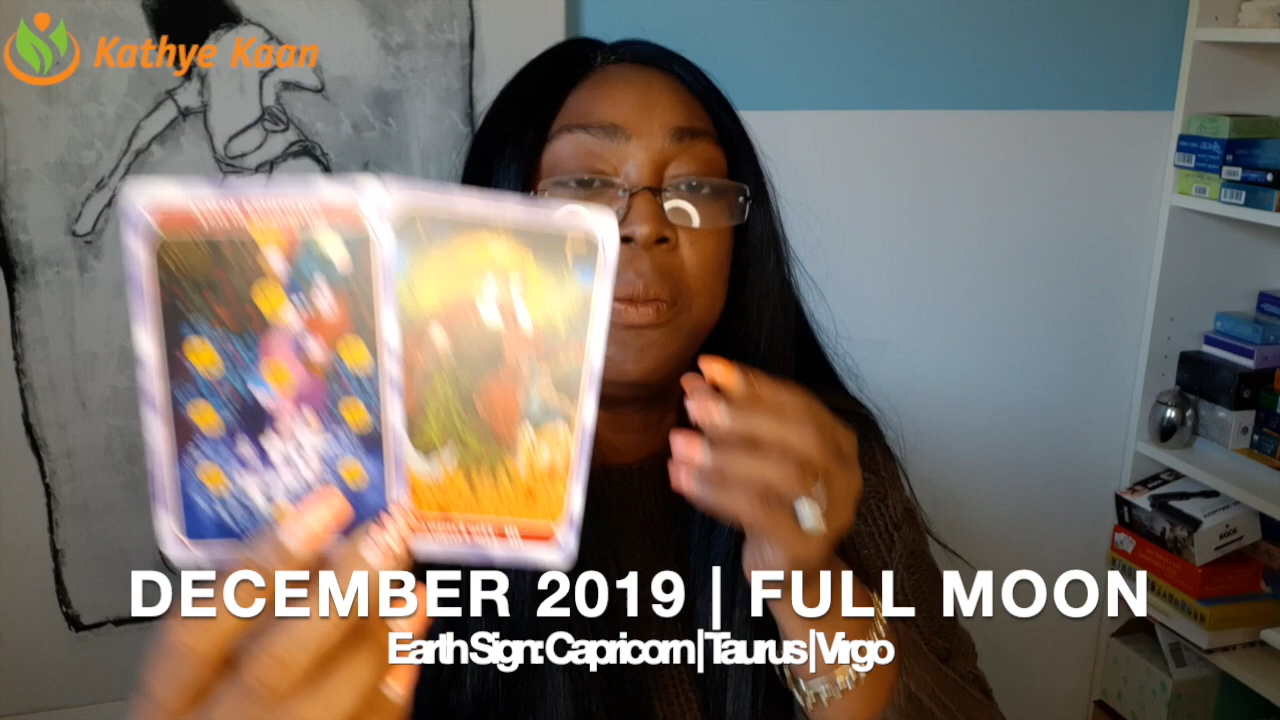 Kathye Kaan
DECEMBER 2019 | FULL MOON
Earth Sign: Capricorn | Taurus | Virgo